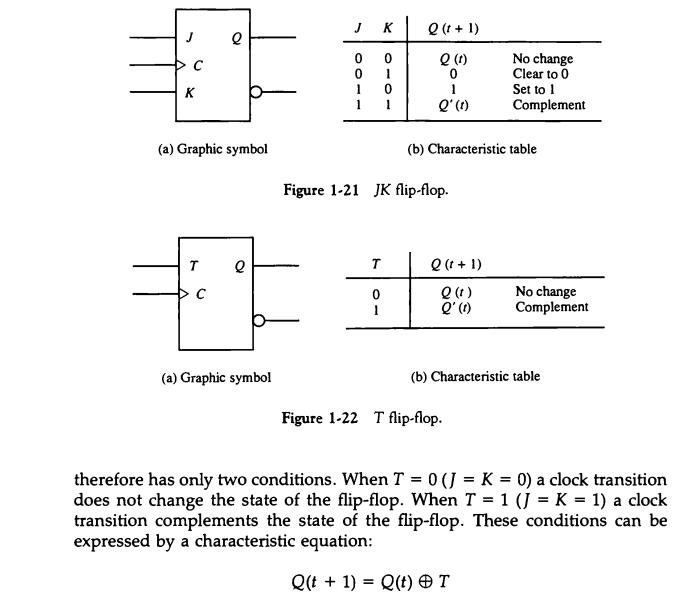 J Q
C
K
J K Q (t + 1)
0 0 Q (t) No change
0 1 0 Clear to 0
1 0 1 Set to 1
1 1 Q' (t) Complement
(a) Graphic symbol
(b) Characteristic table
Figure 1-21 JK flip-flop.
T Q
C
T Q (t + 1)
0 Q (t) No change
1 Q' (t) Complement
(a) Graphic symbol
(b) Characteristic table
Figure 1-22 T flip-flop.
therefore has only two conditions. When T = 0 (J = K = 0) a clock transition
does not change the state of the flip-flop. When T = 1 (J = K = 1) a clock
transition complements the state of the flip-flop. These conditions can be
expressed by a characteristic equation:
Q(t + 1) = Q(t) ⊕ T